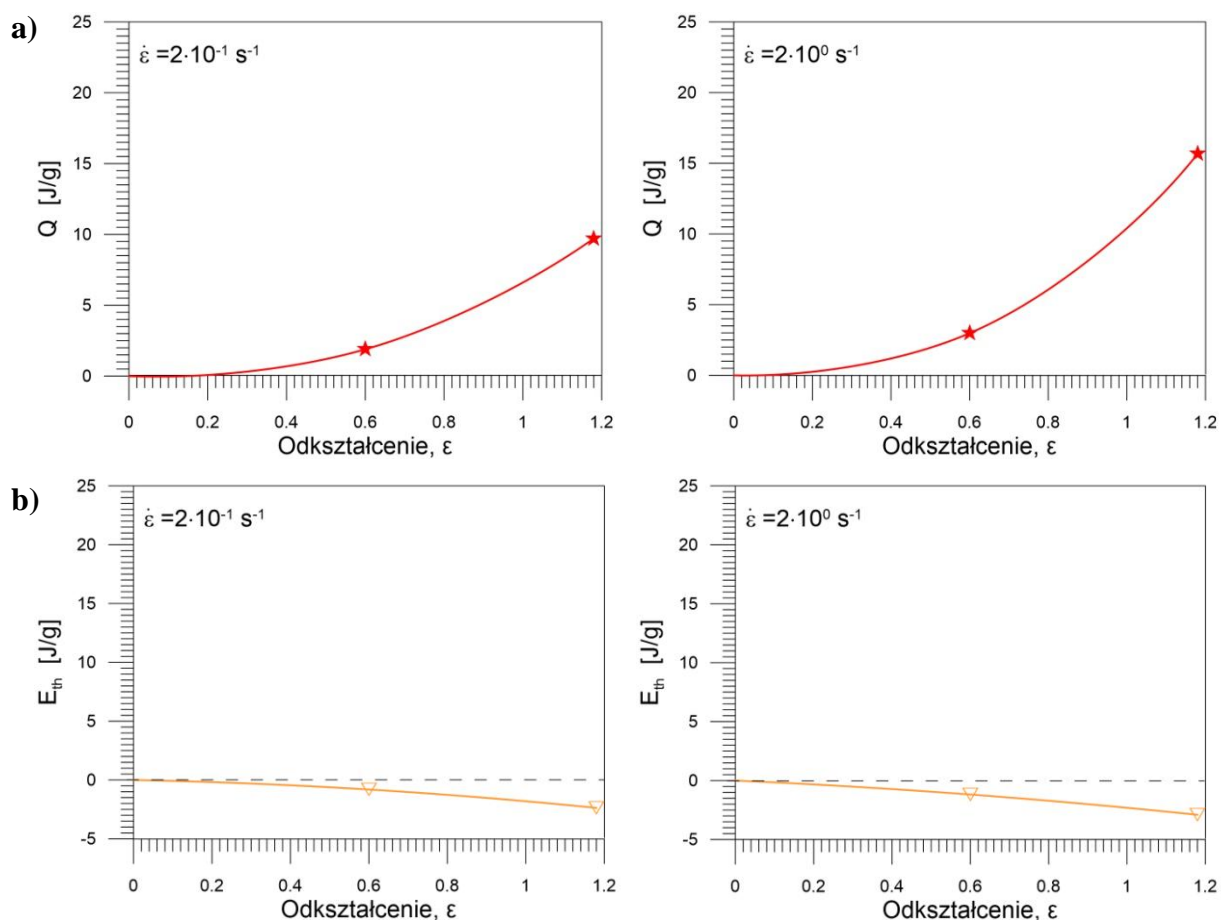 a)
ε̇ =2·10⁻¹ s⁻¹
Q [J/g]
25
20
15
10
5
0
0 0.2 0.4 0.6 0.8 1 1.2
Odkształcenie, ε
ε̇ =2·10⁰ s⁻¹
Q [J/g]
25
20
15
10
5
0
0 0.2 0.4 0.6 0.8 1 1.2
Odkształcenie, ε
b)
ε̇ =2·10⁻¹ s⁻¹
E_th [J/g]
25
20
15
10
5
0
-5
0 0.2 0.4 0.6 0.8 1 1.2
Odkształcenie, ε
ε̇ =2·10⁰ s⁻¹
E_th [J/g]
25
20
15
10
5
0
-5
0 0.2 0.4 0.6 0.8 1 1.2
Odkształcenie, ε